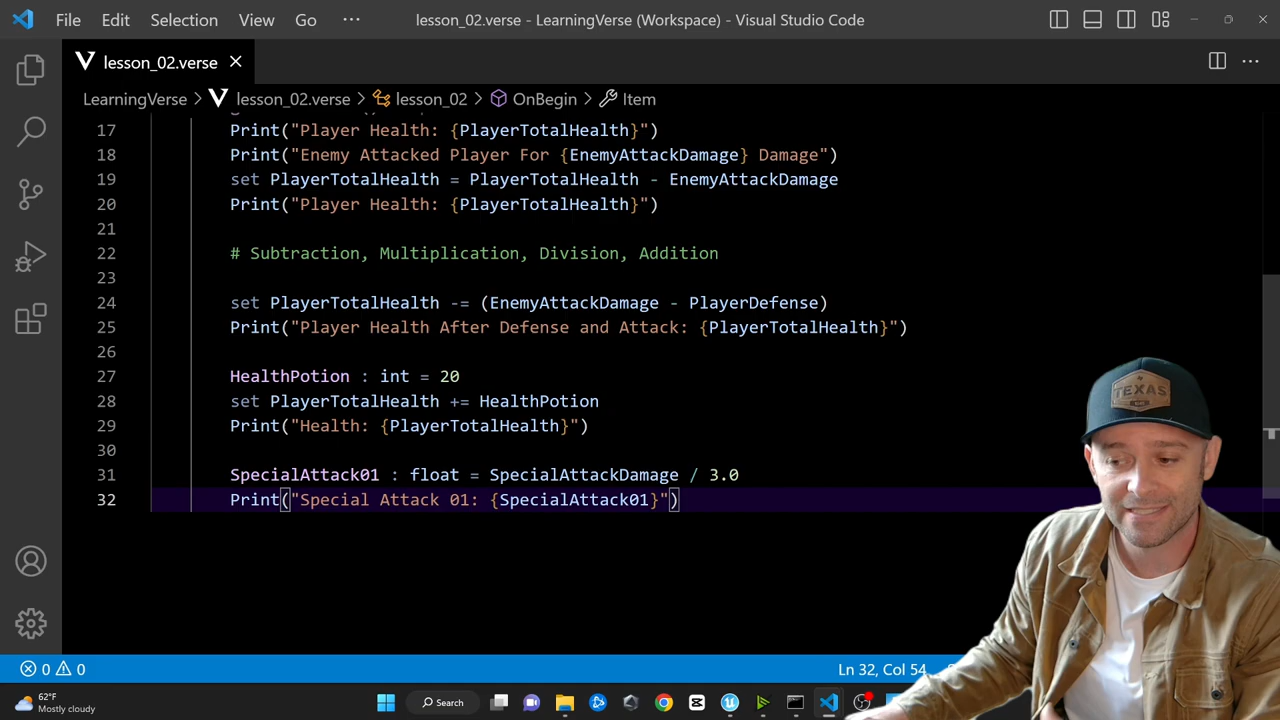 File Edit Selection View Go ··· lesson_02.verse - LearningVerse (Workspace) - Visual Studio Code
lesson_02.verse
LearningVerse > lesson_02.verse > lesson_02 > OnBegin > Item
17 Print("Player Health: {PlayerTotalHealth}")
18 Print("Enemy Attacked Player For {EnemyAttackDamage} Damage")
19 set PlayerTotalHealth = PlayerTotalHealth - EnemyAttackDamage
20 Print("Player Health: {PlayerTotalHealth}")
21
22 # Subtraction, Multiplication, Division, Addition
23
24 set PlayerTotalHealth -= (EnemyAttackDamage - PlayerDefense)
25 Print("Player Health After Defense and Attack: {PlayerTotalHealth}")
26
27 HealthPotion : int = 20
28 set PlayerTotalHealth += HealthPotion
29 Print("Health: {PlayerTotalHealth}")
30
31 SpecialAttack01 : float = SpecialAttackDamage / 3.0
32 Print("Special Attack 01: {SpecialAttack01}")
TEXAS
0 0 Ln 32, Col 54
62°F
Mostly cloudy
Search